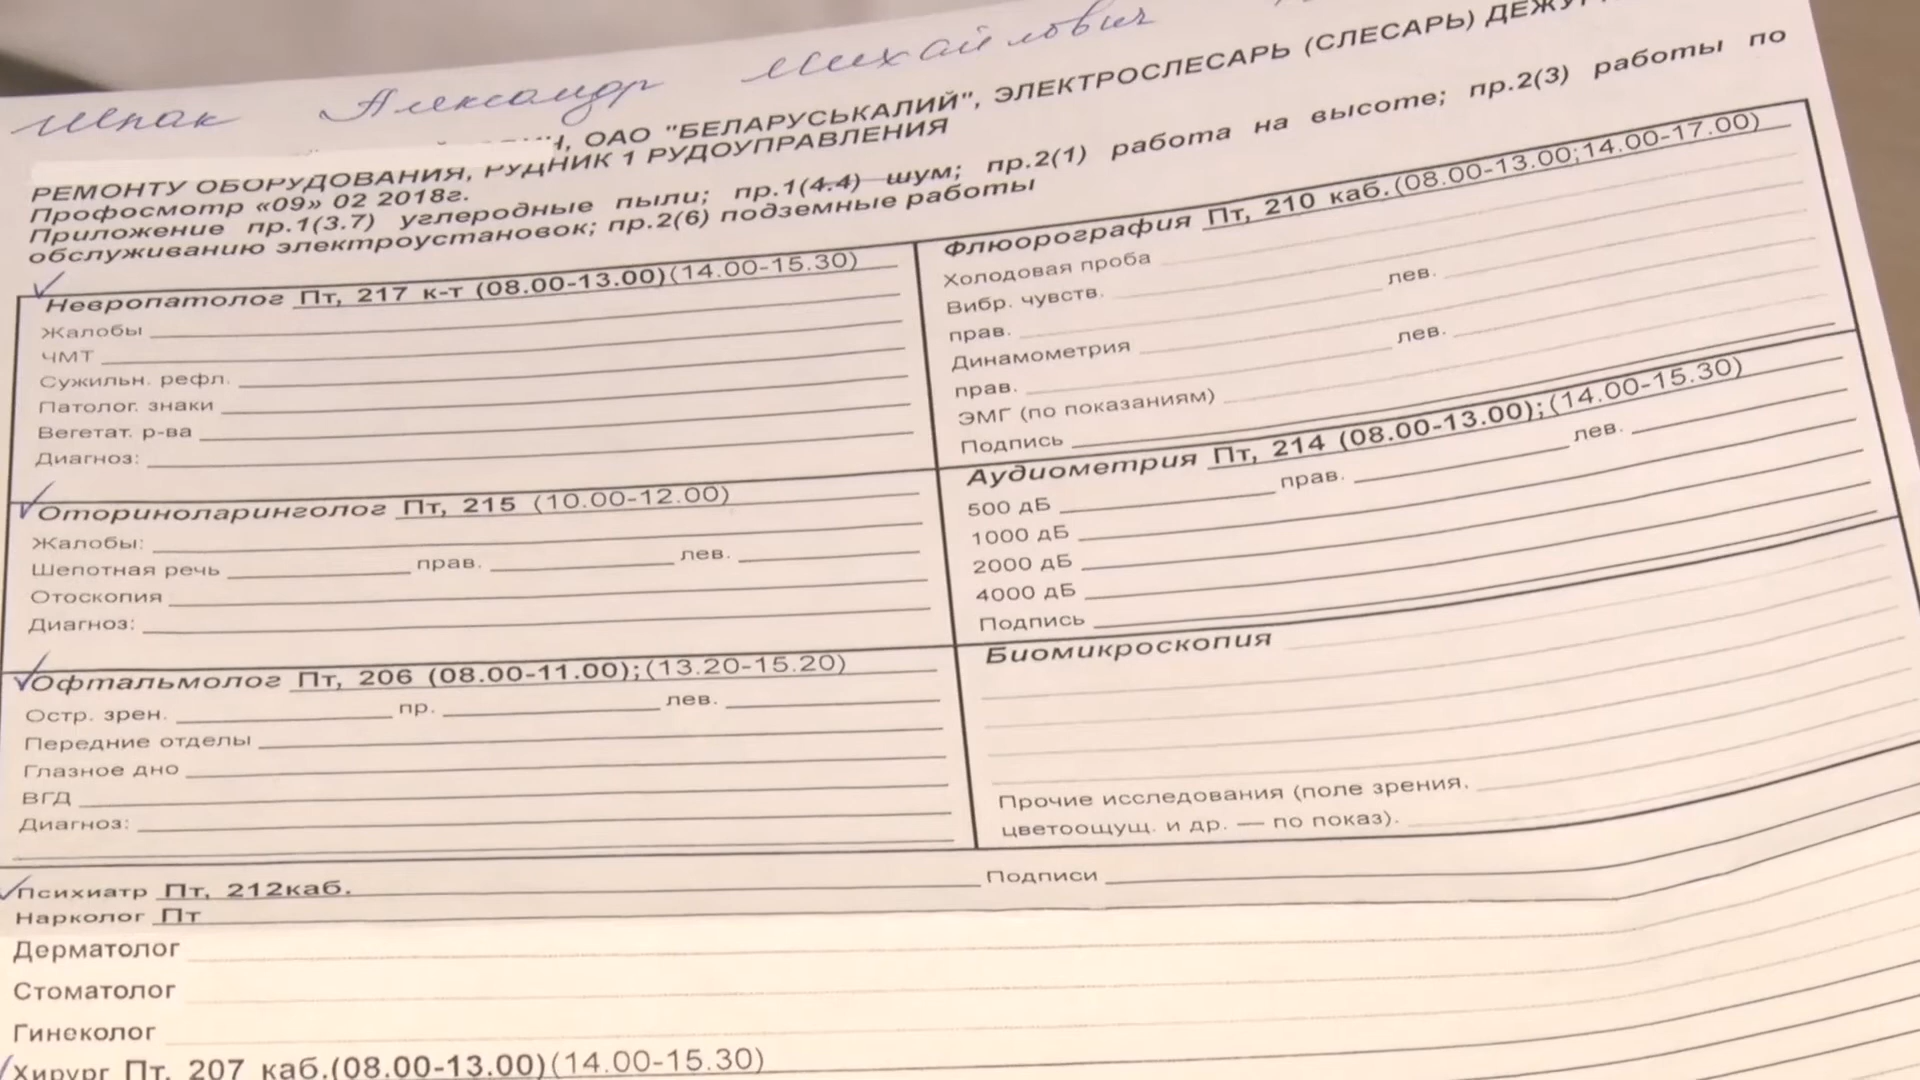 Шпак Александр Михайлович
ОАО "БЕЛАРУСЬКАЛИЙ", ЭЛЕКТРОСЛЕСАРЬ (СЛЕСАРЬ)
РЕМОНТУ ОБОРУДОВАНИЯ, РУДНИК 1 РУДОУПРАВЛЕНИЯ
Профосмотр «09» 02 2018г.
Приложение пр.1(3.7) углеродные пыли; пр.1(4.4) шум; пр.2(1) работа на высоте; пр.2(3) работы по
обслуживанию электроустановок; пр.2(6) подземные работы
Невропатолог Пт, 217 к-т (08.00-13.00)(14.00-15.30)
Жалобы
ЧМТ
Сужильн. рефл.
Патолог. знаки
Вегетат. р-ва
Диагноз:
Оториноларинголог Пт, 215 (10.00-12.00)
Жалобы:
Шепотная речь прав. лев.
Отоскопия
Диагноз:
Офтальмолог Пт, 206 (08.00-11.00);(13.20-15.20)
Остр. зрен. пр. лев.
Передние отделы
Глазное дно
ВГД
Диагноз:
Флюорография Пт, 210 каб.(08.00-13.00;14.00-17.00)
Холодовая проба
Вибр. чувств.
прав. лев.
Динамометрия
прав. лев.
ЭМГ (по показаниям)
Подпись
Аудиометрия Пт, 214 (08.00-13.00);(14.00-15.30)
500 дБ прав. лев.
1000 дБ
2000 дБ
4000 дБ
Подпись
Биомикроскопия
Прочие исследования (поле зрения,
цветоощущ. и др. — по показ).
Психиатр Пт, 212каб. Подписи
Нарколог Пт
Дерматолог
Стоматолог
Гинеколог
Хирург Пт, 207 каб.(08.00-13.00)(14.00-15.30)